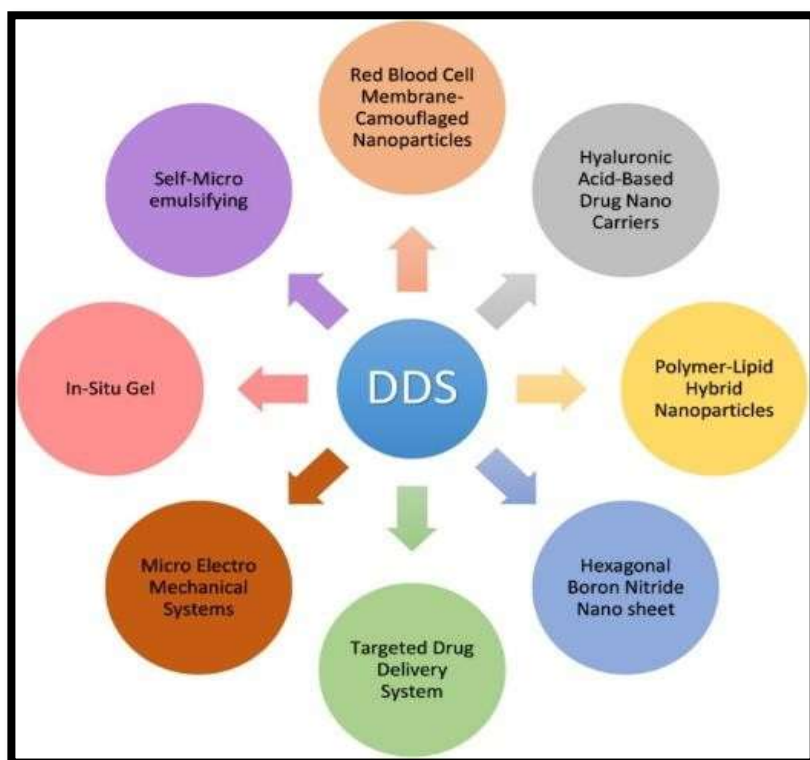 Red Blood Cell
Membrane-
Camouflaged
Nanoparticles
Hyaluronic
Acid-Based
Drug Nano
Carriers
Polymer-Lipid
Hybrid
Nanoparticles
Hexagonal
Boron Nitride
Nano sheet
Targeted Drug
Delivery
System
Micro Electro
Mechanical
Systems
In-Situ Gel
Self-Micro
emulsifying
DDS